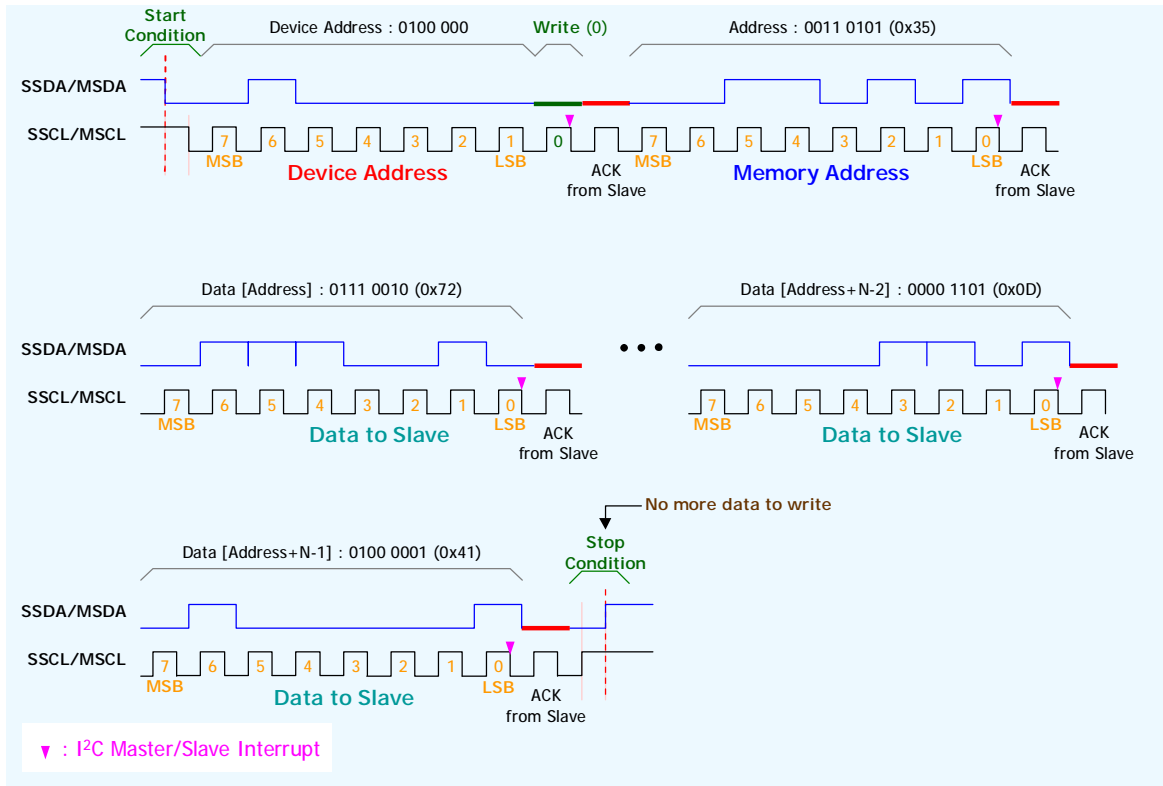 Start
Condition
Device Address : 0100 000
Write (0)
Address : 0011 0101 (0x35)
SSDA/MSDA
SSCL/MSCL
7 6 5 4 3 2 1 0 7 6 5 4 3 2 1 0
MSB LSB MSB LSB
Device Address
ACK
from Slave
Memory Address
ACK
from Slave
Data [Address] : 0111 0010 (0x72)
Data [Address+N-2] : 0000 1101 (0x0D)
SSDA/MSDA
SSCL/MSCL
7 6 5 4 3 2 1 0 7 6 5 4 3 2 1 0
MSB LSB MSB LSB
Data to Slave
ACK
from Slave
Data to Slave
ACK
from Slave
No more data to write
Data [Address+N-1] : 0100 0001 (0x41)
Stop
Condition
SSDA/MSDA
SSCL/MSCL
7 6 5 4 3 2 1 0
MSB LSB
Data to Slave
ACK
from Slave
: I²C Master/Slave Interrupt